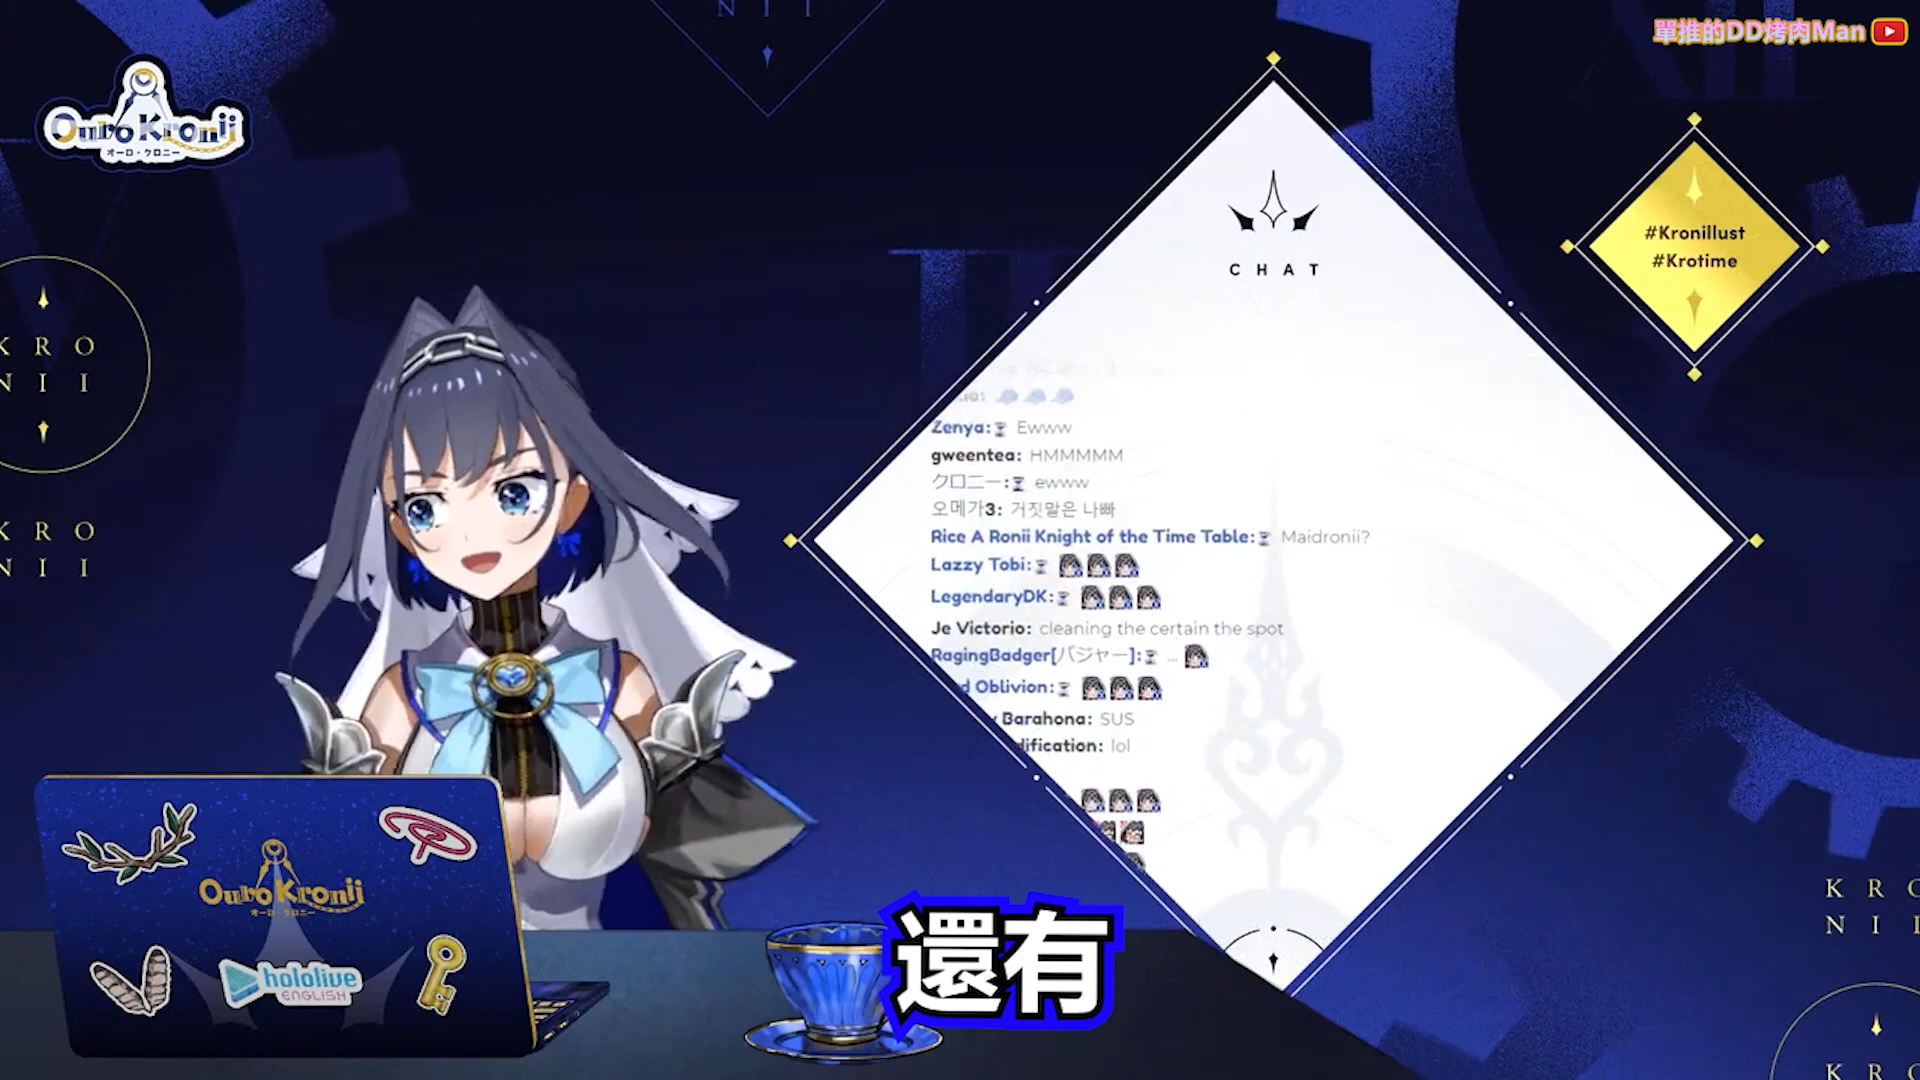 單推的DD烤肉Man
N I I
Ouro Kronii
オーロ・クロニー
#Kronillust
#Krotime
CHAT
K R O
N I I
K R O
N I I
Zenya: Ewww
gweentea: HMMMMM
クロニー: ewww
오메가3: 거짓말은 나빠
Rice A Ronii Knight of the Time Table: Maidronii?
Lazzy Tobi:
LegendaryDK:
Je Victorio: cleaning the certain the spot
RagingBadger[バジャー]: ...
d Oblivion:
y Barahona: SUS
dification: lol
Ouro Kronii
オーロ・クロニー
hololive
ENGLISH
還有
K R O
N I I
K R O